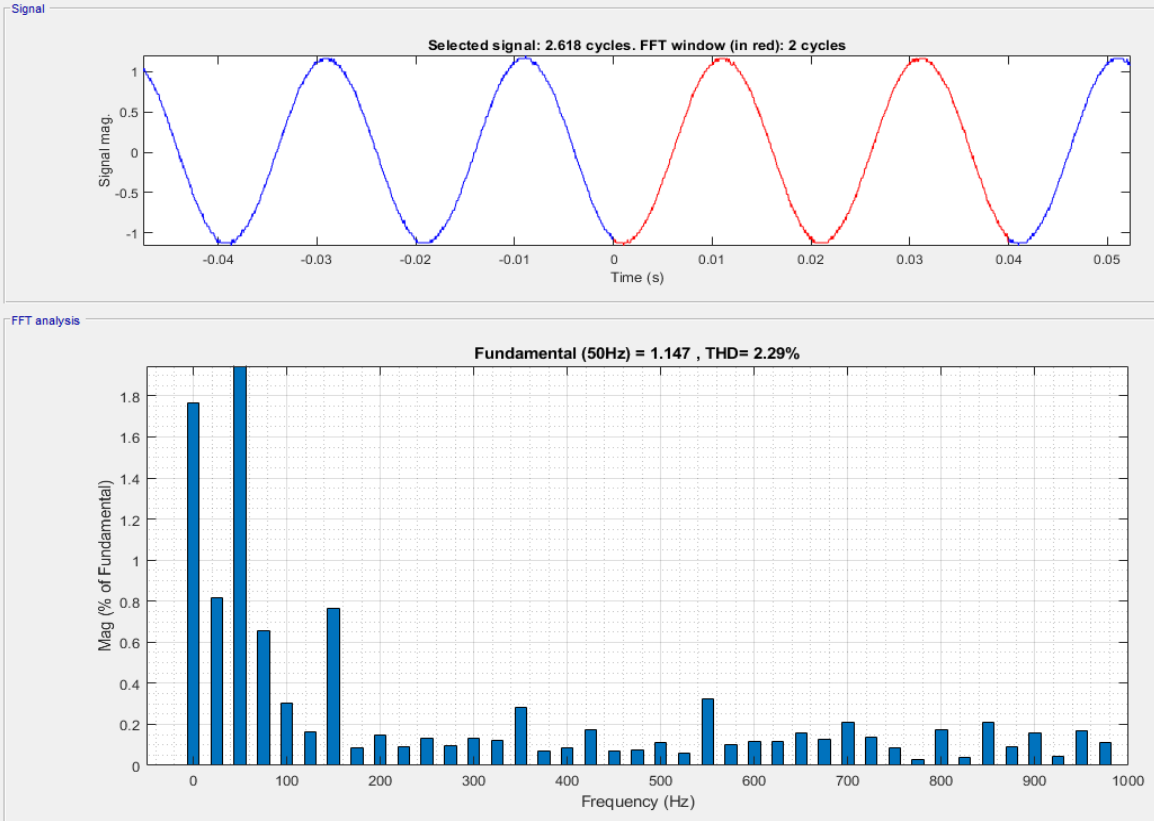 Signal
Selected signal: 2.618 cycles. FFT window (in red): 2 cycles
1
0.5
0
-0.5
-1
Signal mag.
-0.04 -0.03 -0.02 -0.01 0 0.01 0.02 0.03 0.04 0.05
Time (s)
FFT analysis
Fundamental (50Hz) = 1.147 , THD= 2.29%
1.8
1.6
1.4
1.2
1
0.8
0.6
0.4
0.2
0
Mag (% of Fundamental)
0 100 200 300 400 500 600 700 800 900 1000
Frequency (Hz)